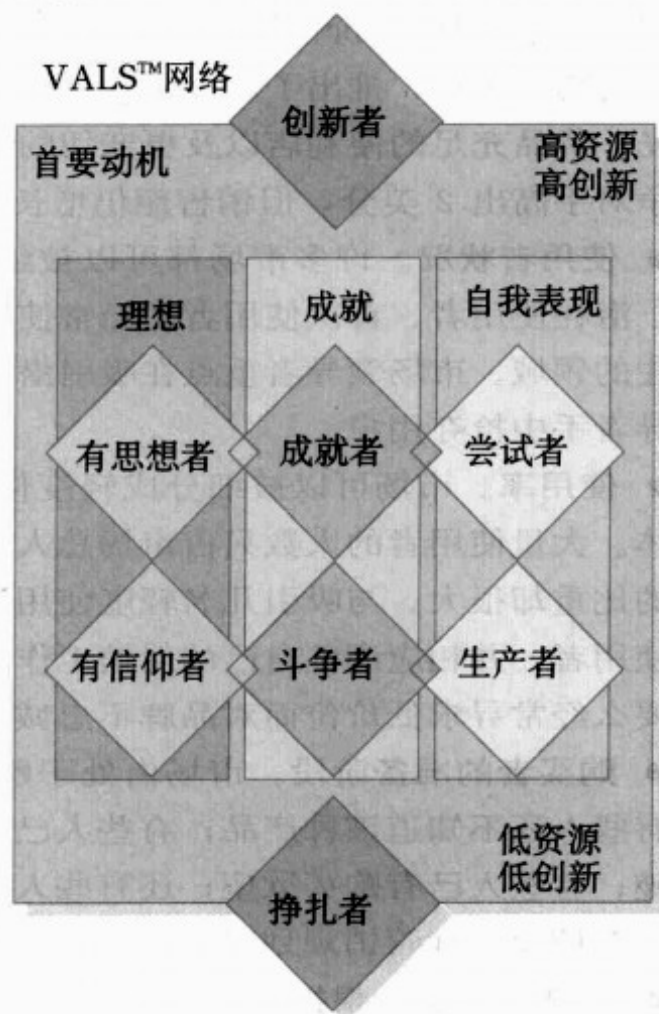 VALS™网络
创新者
首要动机
高资源
高创新
理想
成就
自我表现
有思想者
成就者
尝试者
有信仰者
斗争者
生产者
低资源
低创新
挣扎者